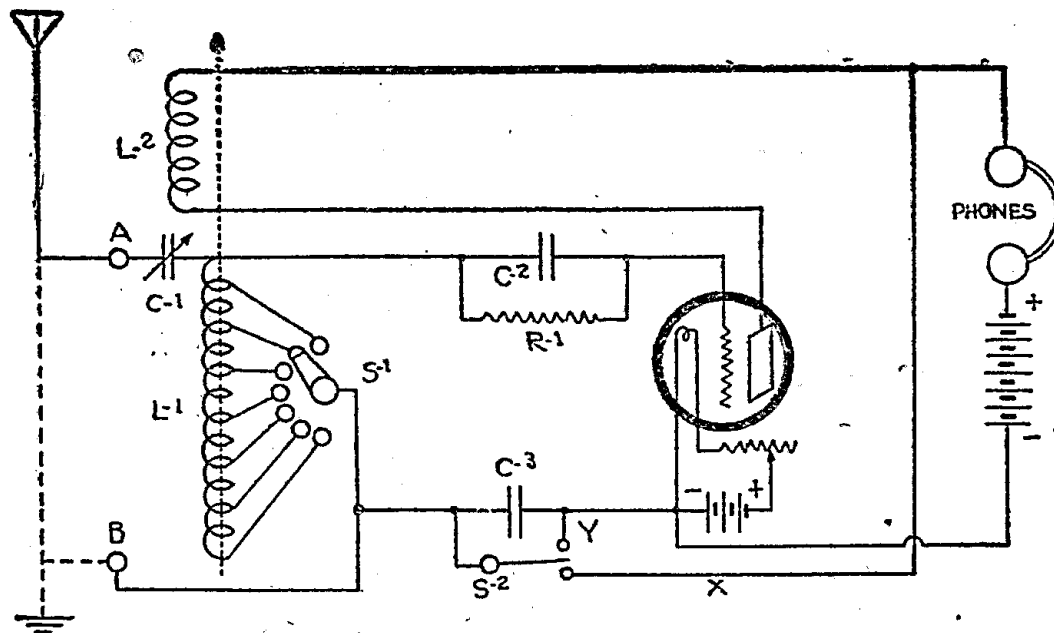 L-2
A
C-1
C-2
R-1
PHONES
+
S-1
L-1
-
C-3
- +
B
Y
S-2
X